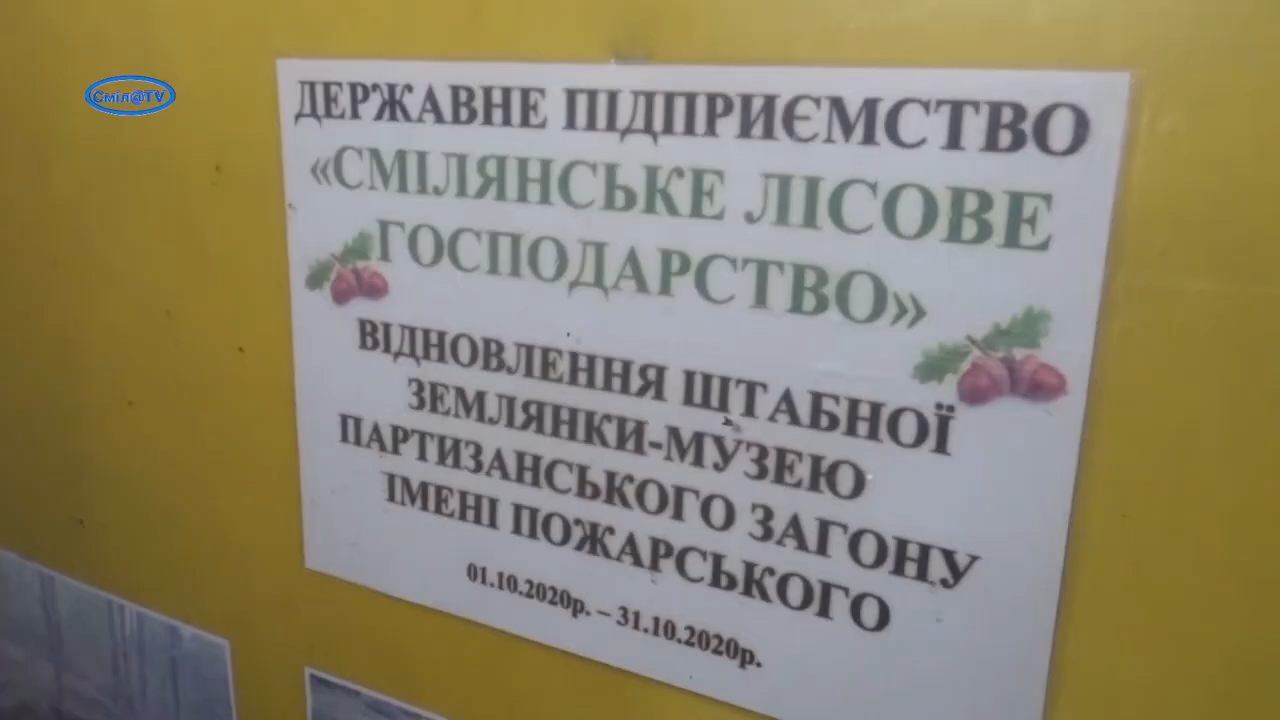 Сміл@TV
ДЕРЖАВНЕ ПІДПРИЄМСТВО
«СМІЛЯНСЬКЕ ЛІСОВЕ
ГОСПОДАРСТВО»
ВІДНОВЛЕННЯ ШТАБНОЇ
ЗЕМЛЯНКИ-МУЗЕЮ
ПАРТИЗАНСЬКОГО ЗАГОНУ
ІМЕНІ ПОЖАРСЬКОГО
01.10.2020р. – 31.10.2020р.